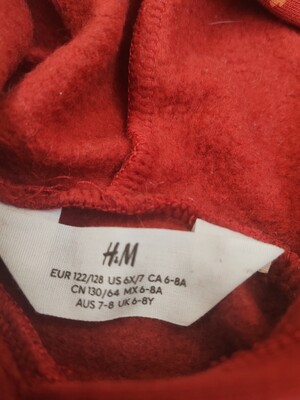 H&M
EUR 122/128 US 6X/7 CA 6-8A
CN 130/64 MX 6-8A
AUS 7-8 UK 6-8Y